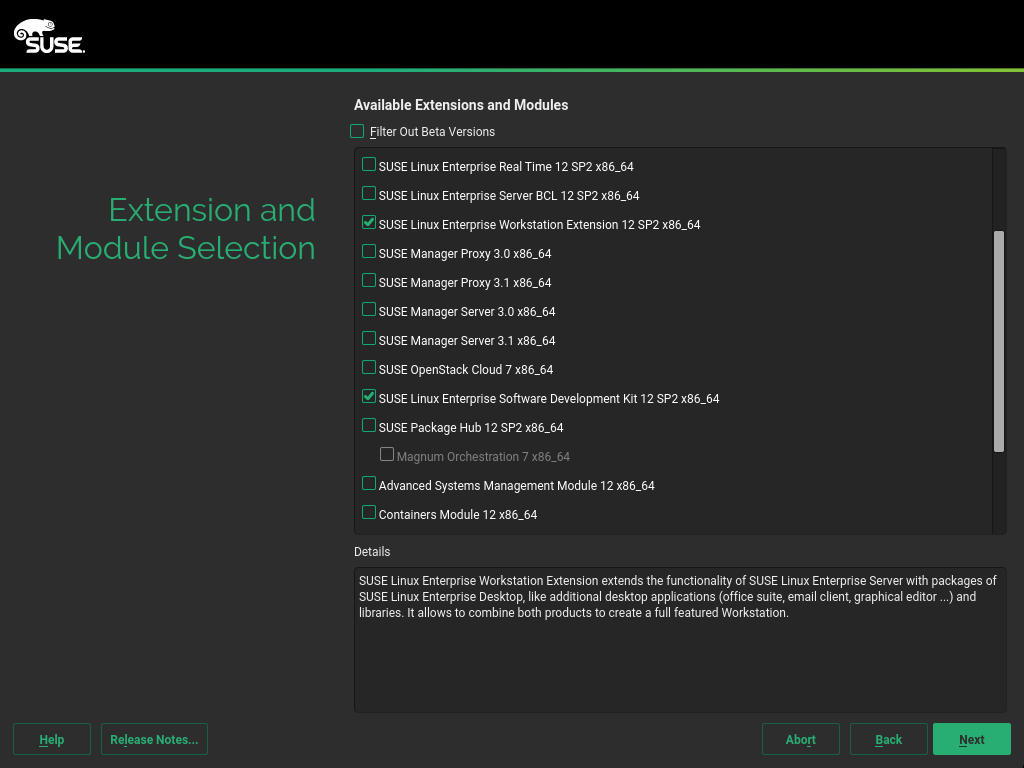 SUSE.
Available Extensions and Modules
Filter Out Beta Versions
Extension and
Module Selection
SUSE Linux Enterprise Real Time 12 SP2 x86_64
SUSE Linux Enterprise Server BCL 12 SP2 x86_64
SUSE Linux Enterprise Workstation Extension 12 SP2 x86_64
SUSE Manager Proxy 3.0 x86_64
SUSE Manager Proxy 3.1 x86_64
SUSE Manager Server 3.0 x86_64
SUSE Manager Server 3.1 x86_64
SUSE OpenStack Cloud 7 x86_64
SUSE Linux Enterprise Software Development Kit 12 SP2 x86_64
SUSE Package Hub 12 SP2 x86_64
Magnum Orchestration 7 x86_64
Advanced Systems Management Module 12 x86_64
Containers Module 12 x86_64
Details
SUSE Linux Enterprise Workstation Extension extends the functionality of SUSE Linux Enterprise Server with packages of
SUSE Linux Enterprise Desktop, like additional desktop applications (office suite, email client, graphical editor ...) and
libraries. It allows to combine both products to create a full featured Workstation.
Help
Release Notes...
Abort
Back
Next